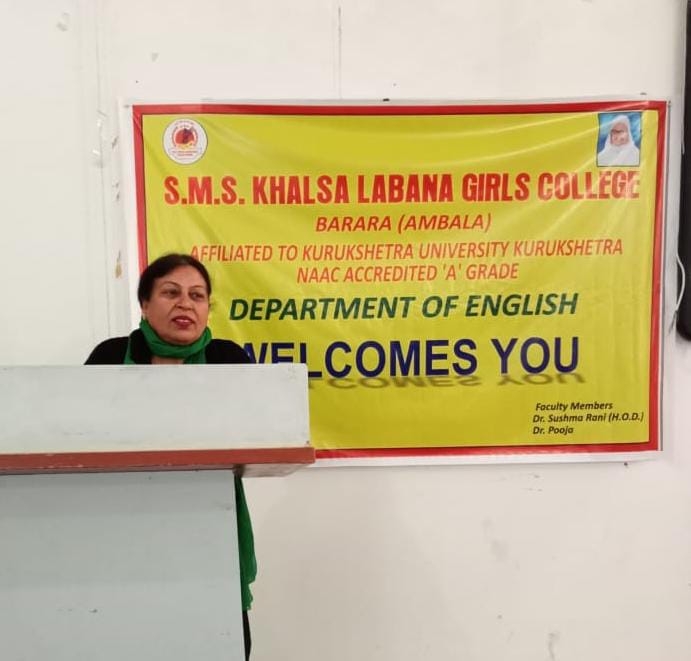 S.M.S. KHALSA LABANA GIRLS COLLEGE
BARARA (AMBALA)
AFFILIATED TO KURUKSHETRA UNIVERSITY KURUKSHETRA
NAAC ACCREDITED 'A' GRADE
DEPARTMENT OF ENGLISH
WELCOMES YOU
Faculty Members
Dr. Sushma Rani (H.O.D.)
Dr. Pooja